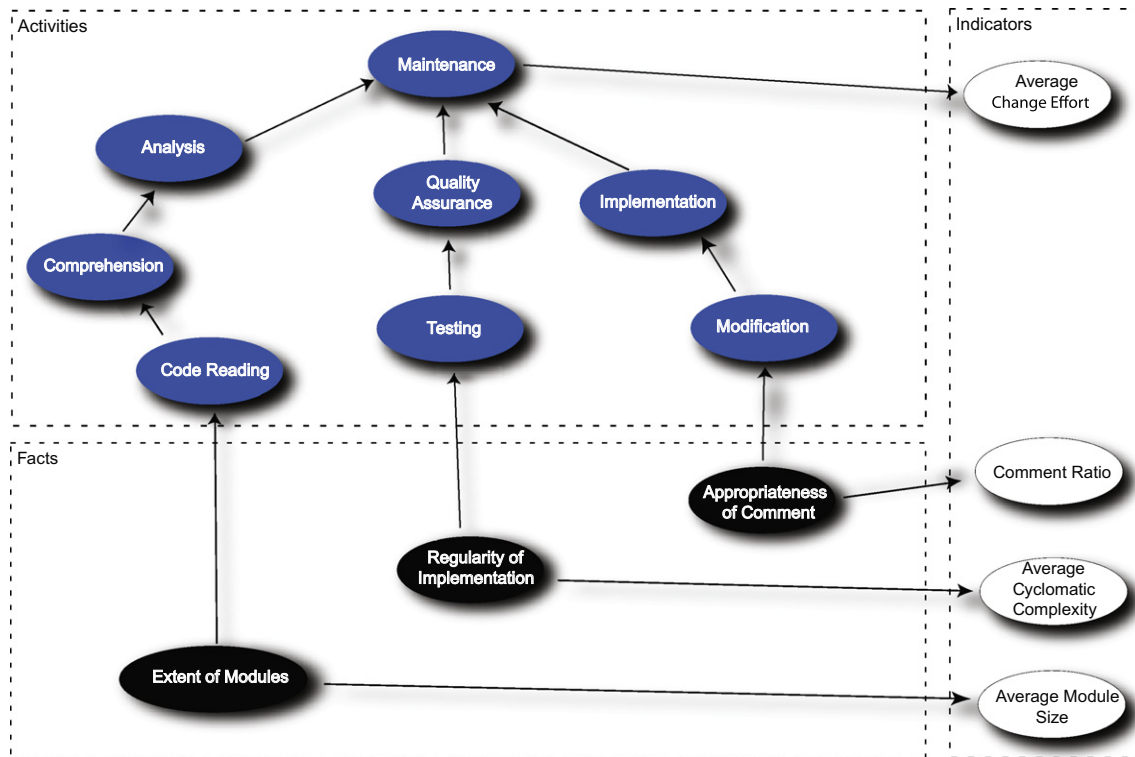 Activities
Indicators
Maintenance
Average
Change Effort
Analysis
Quality
Assurance
Implementation
Comprehension
Testing
Modification
Code Reading
Facts
Comment Ratio
Appropriateness
of Comment
Regularity of
Implementation
Average
Cyclomatic
Complexity
Extent of Modules
Average Module
Size